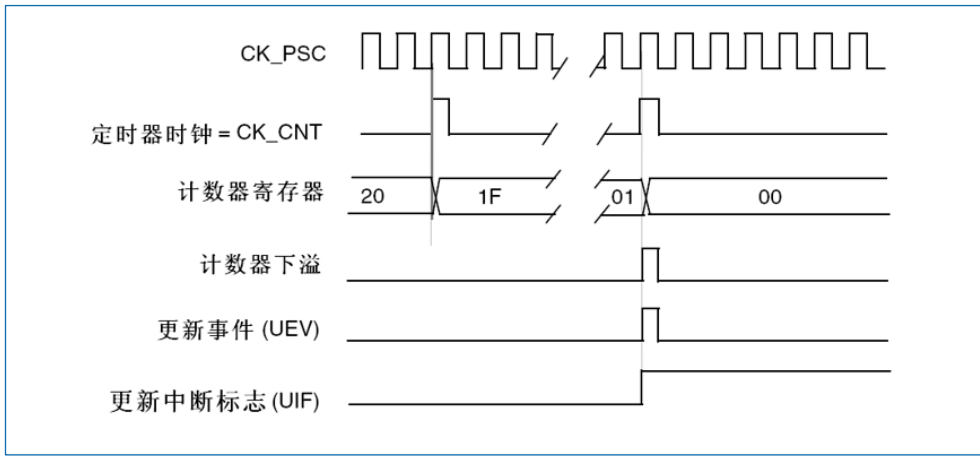 CK_PSC
定时器时钟 = CK_CNT
计数器寄存器 20 1F 01 00
计数器下溢
更新事件 (UEV)
更新中断标志 (UIF)